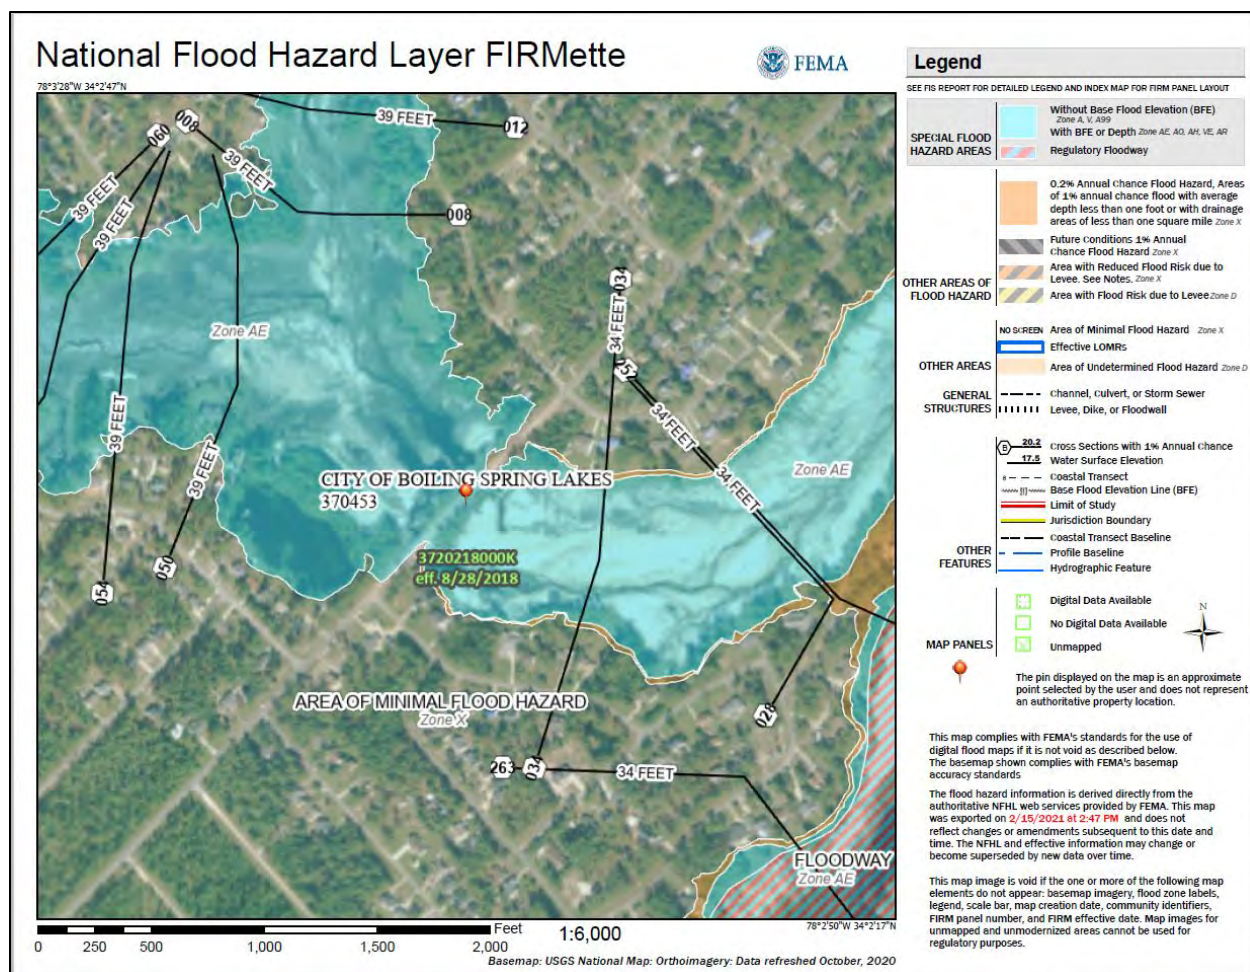 National Flood Hazard Layer FIRMette
FEMA
78°3'28"W 34°2'47"N
39 FEET
012
008
060
39 FEET
008
39 FEET
39 FEET
034
34 FEET
Zone AE
052
34 FEET
34 FEET
39 FEET
39 FEET
Zone AE
CITY OF BOILING SPRING LAKES
370453
3720218000K
eff. 8/28/2018
050
054
AREA OF MINIMAL FLOOD HAZARD
Zone X
028
263
034
34 FEET
FLOODWAY
Zone AE
78°2'50"W 34°2'17"N
0
250
500
1,000
1,500
2,000
Feet
1:6,000
Basemap: USGS National Map: Orthoimagery: Data refreshed October, 2020
Legend
SEE FIS REPORT FOR DETAILED LEGEND AND INDEX MAP FOR FIRM PANEL LAYOUT
SPECIAL FLOOD
HAZARD AREAS
Without Base Flood Elevation (BFE)
Zone A, V, A99
With BFE or Depth Zone AE, AO, AH, VE, AR
Regulatory Floodway
0.2% Annual Chance Flood Hazard, Areas
of 1% annual chance flood with average
depth less than one foot or with drainage
areas of less than one square mile Zone X
Future Conditions 1% Annual
Chance Flood Hazard Zone X
Area with Reduced Flood Risk due to
Levee. See Notes. Zone X
Area with Flood Risk due to Levee Zone D
OTHER AREAS OF
FLOOD HAZARD
NO SCREEN Area of Minimal Flood Hazard Zone X
Effective LOMRs
Area of Undetermined Flood Hazard Zone D
OTHER AREAS
GENERAL
STRUCTURES
Channel, Culvert, or Storm Sewer
Levee, Dike, or Floodwall
B 20.2 Cross Sections with 1% Annual Chance
17.5 Water Surface Elevation
8 Coastal Transect
513 Base Flood Elevation Line (BFE)
Limit of Study
Jurisdiction Boundary
Coastal Transect Baseline
Profile Baseline
Hydrographic Feature
OTHER
FEATURES
Digital Data Available
No Digital Data Available
Unmapped
MAP PANELS
N
The pin displayed on the map is an approximate
point selected by the user and does not represent
an authoritative property location.
This map complies with FEMA's standards for the use of
digital flood maps if it is not void as described below.
The basemap shown complies with FEMA's basemap
accuracy standards
The flood hazard information is derived directly from the
authoritative NFHL web services provided by FEMA. This map
was exported on 2/15/2021 at 2:47 PM and does not
reflect changes or amendments subsequent to this date and
time. The NFHL and effective information may change or
become superseded by new data over time.
This map image is void if the one or more of the following map
elements do not appear: basemap imagery, flood zone labels,
legend, scale bar, map creation date, community identifiers,
FIRM panel number, and FIRM effective date. Map images for
unmapped and unmodernized areas cannot be used for
regulatory purposes.